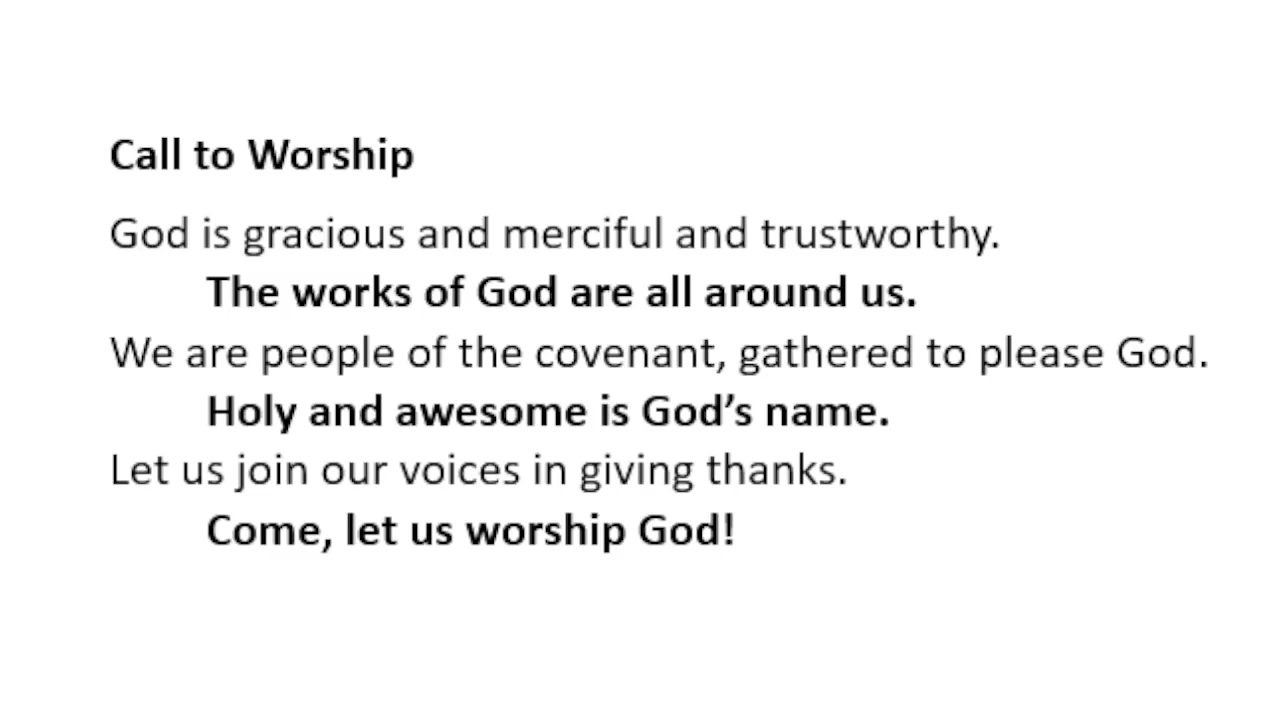 Call to Worship
God is gracious and merciful and trustworthy.
The works of God are all around us.
We are people of the covenant, gathered to please God.
Holy and awesome is God’s name.
Let us join our voices in giving thanks.
Come, let us worship God!